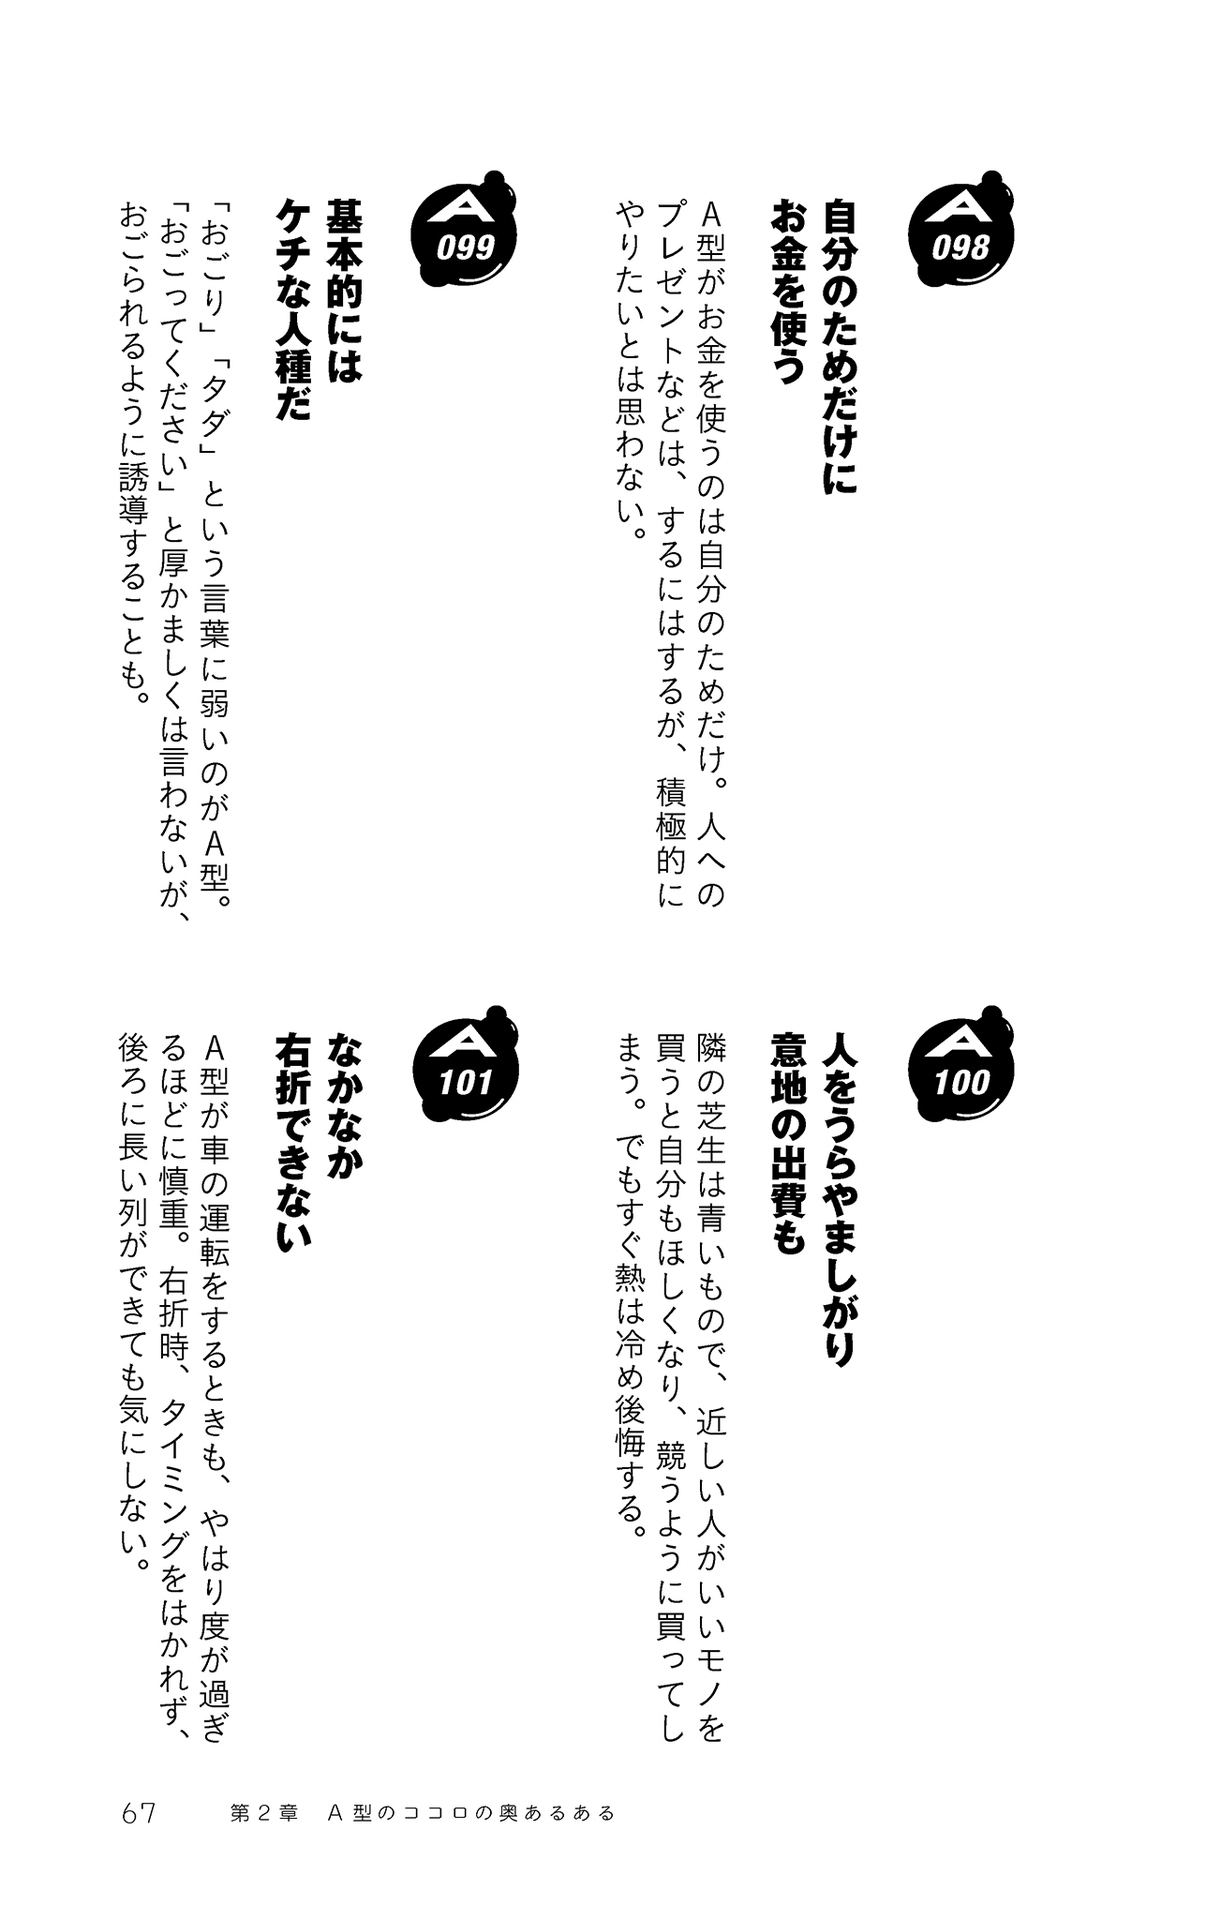 A
098
自分のためだけに
お金を使う
A型がお金を使うのは自分のためだけ。人への
プレゼントなどは、するにはするが、積極的に
やりたいとは思わない。
A
099
基本的には
ケチな人種だ
「おごり」「タダ」という言葉に弱いのがA型。
「おごってください」と厚かましくは言わないが、
おごられるように誘導することも。
A
100
人をうらやましがり
意地の出費も
隣の芝生は青いもので、近しい人がいいモノを
買うと自分もほしくなり、競うように買ってし
まう。でもすぐ熱は冷め後悔する。
A
101
なかなか
右折できない
A型が車の運転をするときも、やはり度が過ぎ
るほどに慎重。右折時、タイミングをはかれず、
後ろに長い列ができても気にしない。
67 第2章 A型のココロの奥あるある